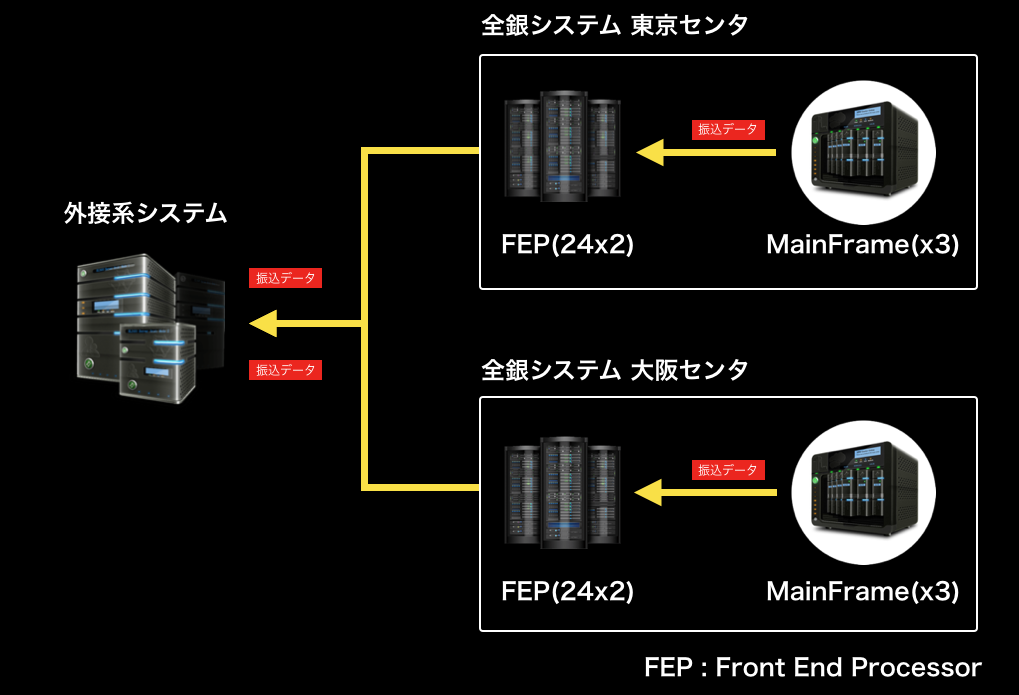 全銀システム 東京センタ
振込データ
FEP(24x2)
MainFrame(x3)
外接系システム
振込データ
振込データ
全銀システム 大阪センタ
振込データ
FEP(24x2)
MainFrame(x3)
FEP : Front End Processor